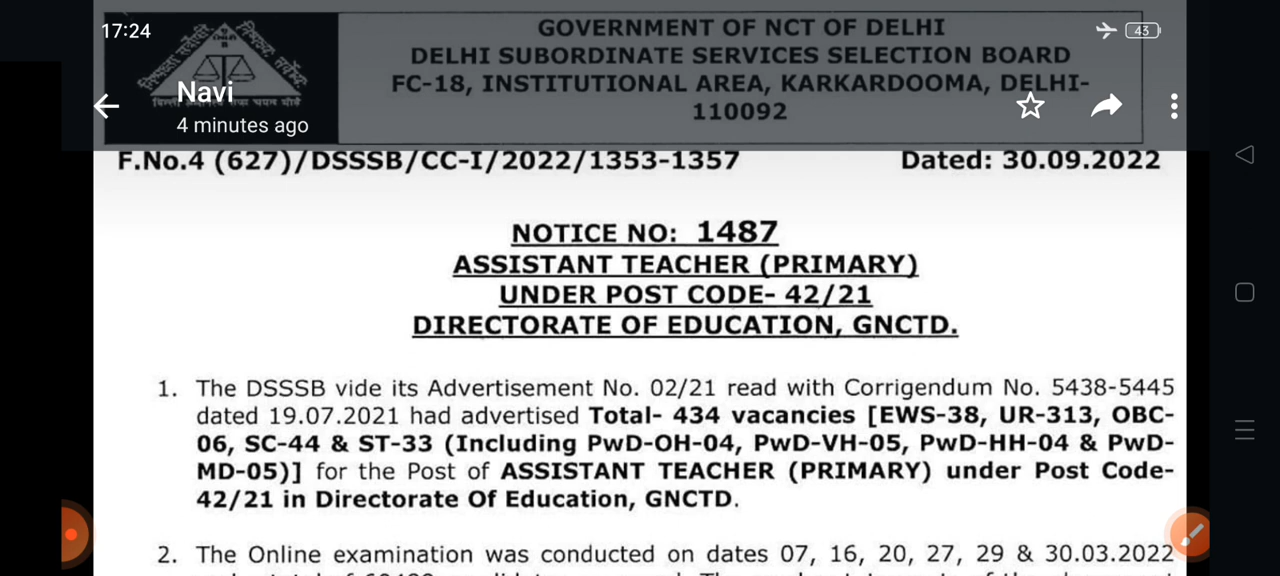 17:24
43
Navi
4 minutes ago
GOVERNMENT OF NCT OF DELHI
DELHI SUBORDINATE SERVICES SELECTION BOARD
FC-18, INSTITUTIONAL AREA, KARKARDOOMA, DELHI-
110092
F.No.4 (627)/DSSSB/CC-I/2022/1353-1357 Dated: 30.09.2022
NOTICE NO: 1487
ASSISTANT TEACHER (PRIMARY)
UNDER POST CODE- 42/21
DIRECTORATE OF EDUCATION, GNCTD.
1. The DSSSB vide its Advertisement No. 02/21 read with Corrigendum No. 5438-5445
dated 19.07.2021 had advertised Total- 434 vacancies [EWS-38, UR-313, OBC-
06, SC-44 & ST-33 (Including PwD-OH-04, PwD-VH-05, PwD-HH-04 & PwD-
MD-05)] for the Post of ASSISTANT TEACHER (PRIMARY) under Post Code-
42/21 in Directorate Of Education, GNCTD.
2. The Online examination was conducted on dates 07, 16, 20, 27, 29 & 30.03.2022